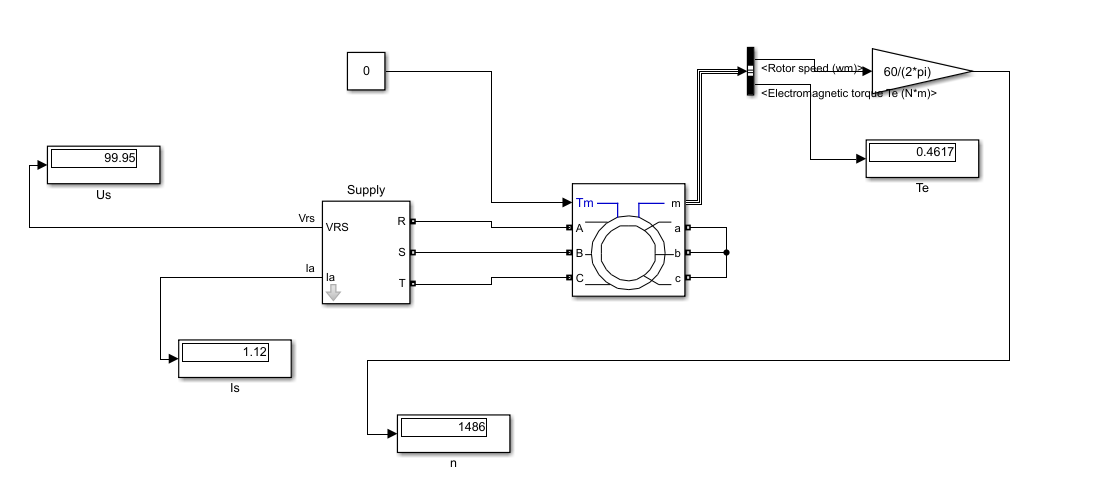 0
<Rotor speed (wm)>
60/(2*pi)
<Electromagnetic torque Te (N*m)>
99.95
Us
0.4617
Te
Supply
Vrs
VRS
R
Ia
Ia
S
T
Tm
m
A
a
B
b
C
c
1.12
Is
1486
n